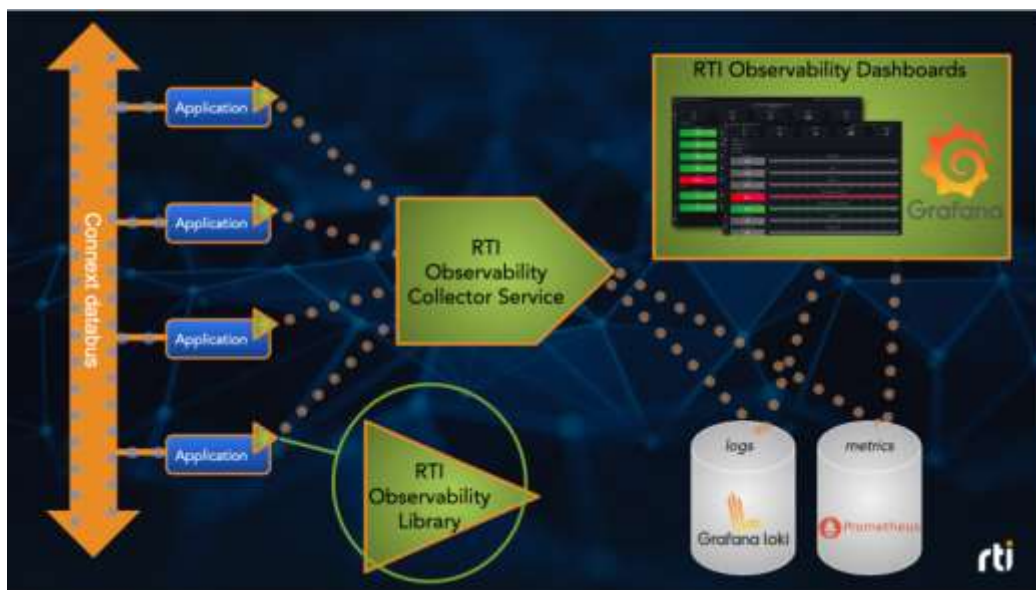 Connext databus
Application
Application
Application
Application
RTI
Observability
Collector Service
RTI
Observability
Library
RTI Observability Dashboards
Grafana
logs
Grafana loki
metrics
Prometheus
rti